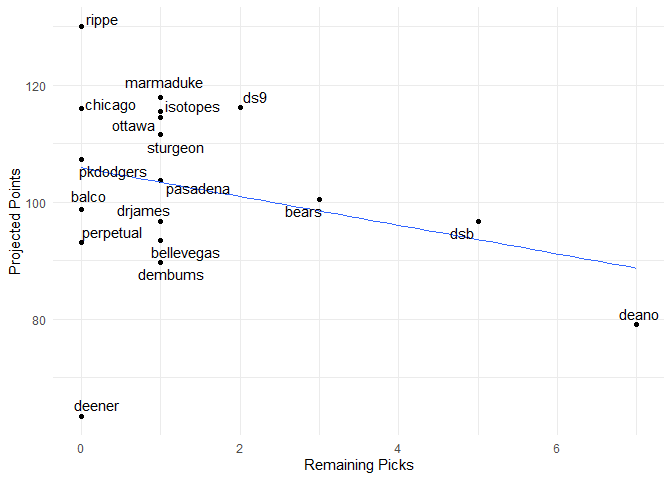 rippe
marmaduke
120
ds9
chicago
isotopes
ottawa
sturgeon
pkdodgers
pasadena
balco
100
drjames
bears
perpetual
dsb
bellevegas
dembums
deano
80
deener
0
2
4
6
Remaining Picks
Projected Points